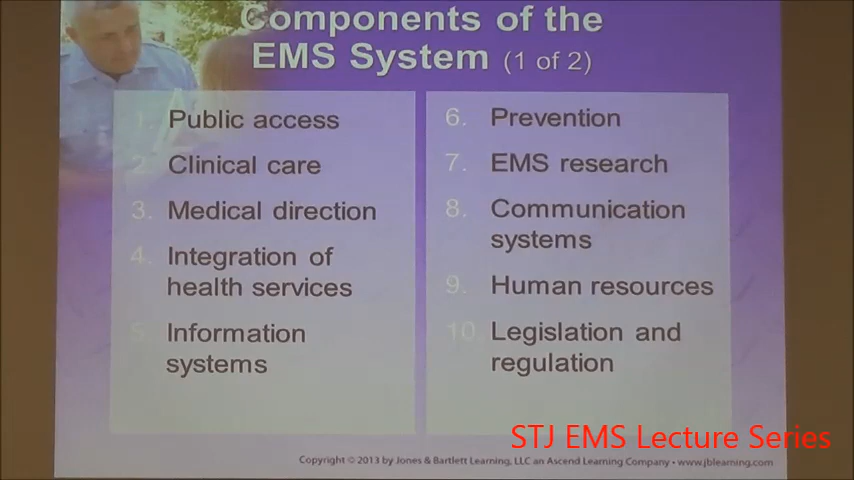 Components of the
EMS System (1 of 2)
1. Public access
2. Clinical care
3. Medical direction
4. Integration of
health services
5. Information
systems
6. Prevention
7. EMS research
8. Communication
systems
9. Human resources
10. Legislation and
regulation
STJ EMS Lecture Series
Copyright © 2013 by Jones & Bartlett Learning, LLC an Ascend Learning Company • www.jblearning.com